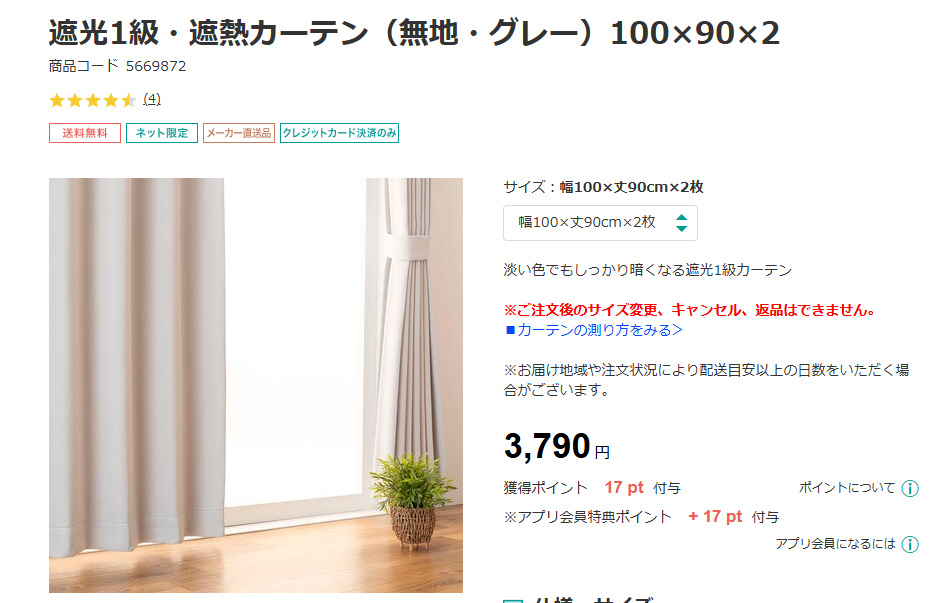 遮光1級・遮熱カーテン（無地・グレー）100×90×2
商品コード 5669872
(4)
送料無料 ネット限定 メーカー直送品 クレジットカード決済のみ
サイズ：幅100×丈90cm×2枚
幅100×丈90cm×2枚
淡い色でもしっかり暗くなる遮光1級カーテン
※ご注文後のサイズ変更、キャンセル、返品はできません。
■カーテンの測り方をみる>
※お届け地域や注文状況により配送目安以上の日数をいただく場
合がございます。
3,790円
獲得ポイント 17 pt 付与 ポイントについて
※アプリ会員特典ポイント + 17 pt 付与
アプリ会員になるには